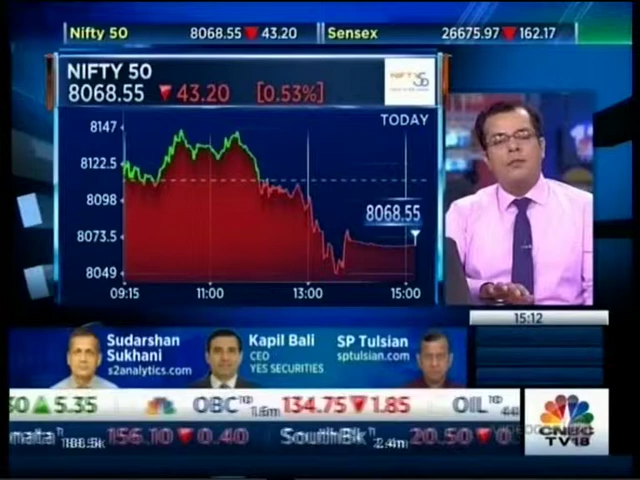 Nifty 50 8068.55 ▼ 43.20 Sensex 26675.97 ▼ 162.17
NIFTY 50
8068.55 ▼ 43.20 [0.53%]
TODAY
8147
8122.5
8098
8073.5
8049
8068.55
09:15 11:00 13:00 15:00
15:12
Sudarshan
Sukhani
s2analytics.com
Kapil Bali
CEO
YES SECURITIES
SP Tulsian
sptulsian.com
▲ 5.35 OBC 134.75 ▼ 1.85 OIL
156.10 ▼ 0.40 SouthBk 2.4m 20.50 ▼
CNBC
TV18